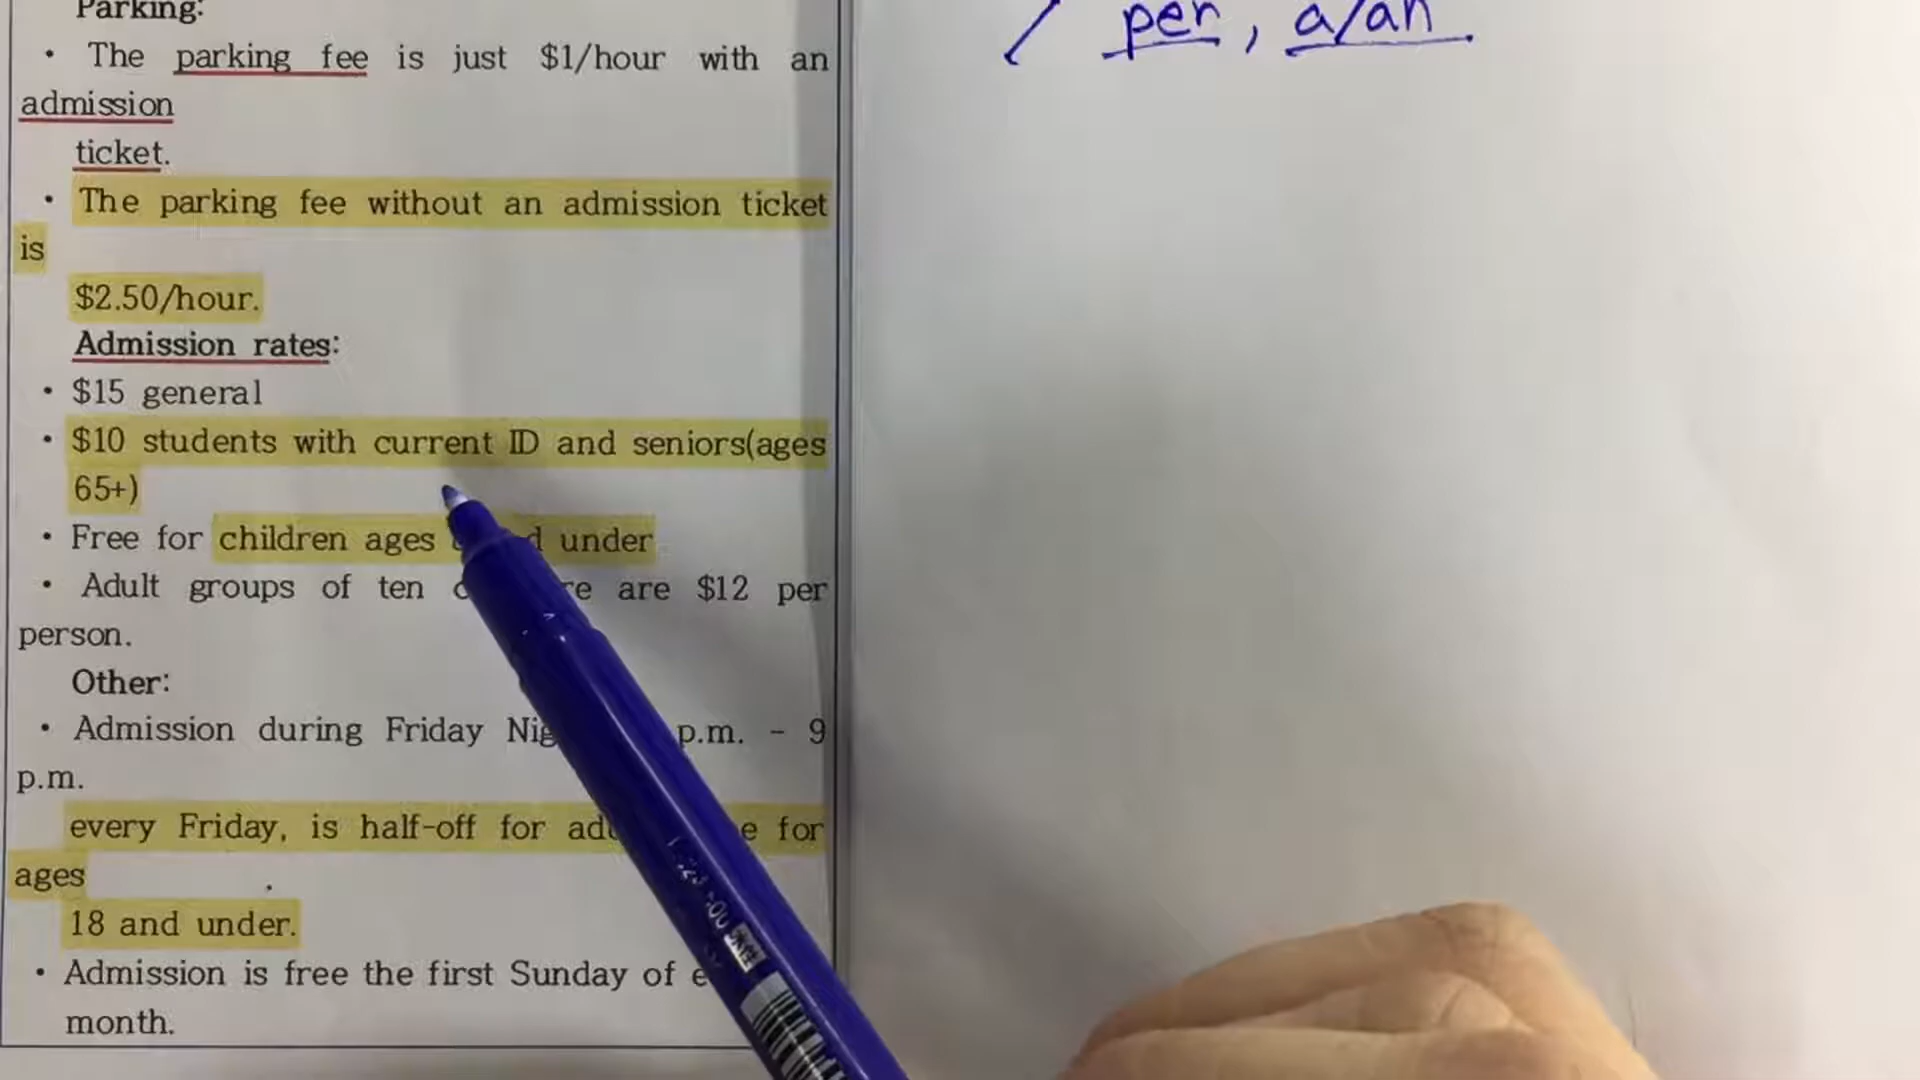 Parking:
/ per, a/an
· The parking fee is just $1/hour with an
admission
ticket.
· The parking fee without an admission ticket
is
$2.50/hour.
Admission rates:
· $15 general
· $10 students with current ID and seniors(ages
65+)
· Free for children ages under
· Adult groups of ten are $12 per
person.
Other:
· Admission during Friday p.m. - 9
p.m.
every Friday, is half-off for for
ages
18 and under.
· Admission is free the first Sunday of
month.